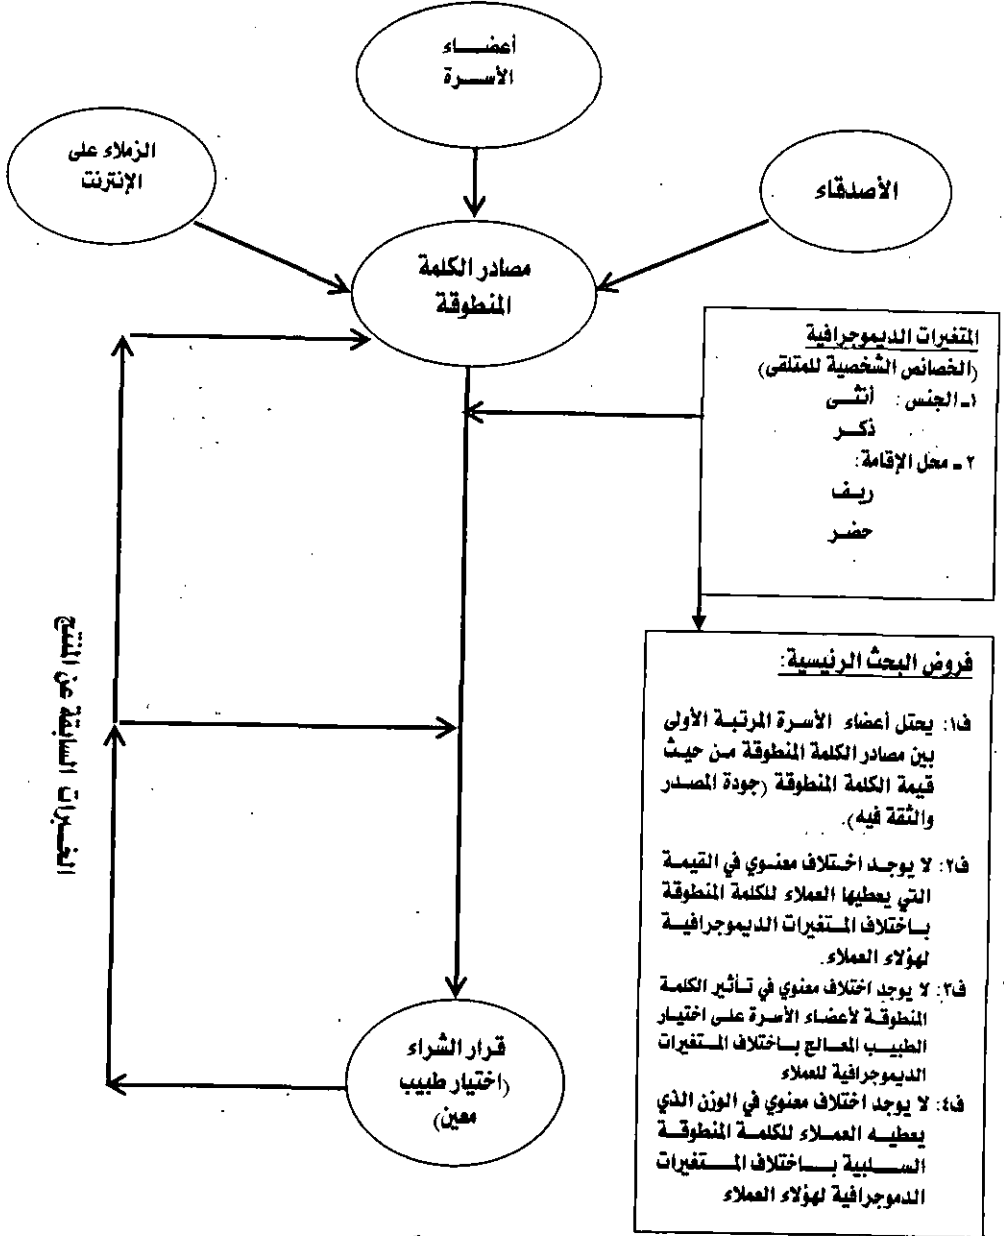 أعضاء
الأسرة
الزملاء على
الإنترنت
الأصدقاء
مصادر الكلمة
المنطوقة
المتغيرات الديموجرافية
(الخصائص الشخصية للمتلقى)
١ـ الجنس: أنثى
ذكر
٢ـ محل الإقامة:
ريف
حضر
الخبرات السابقة عن المنتج
فروض البحث الرئيسية:
ف١: يحتل أعضاء الأسرة المرتبة الأولى
بين مصادر الكلمة المنطوقة من حيث
قيمة الكلمة المنطوقة (جودة المصدر
والثقة فيه).
ف٢: لا يوجد اختلاف معنوي في القيمة
التي يعطيها العملاء للكلمة المنطوقة
باختلاف المتغيرات الديموجرافية
لهؤلاء العملاء.
ف٣: لا يوجد اختلاف معنوي في تأثير الكلمة
المنطوقة لأعضاء الأسرة على اختيار
الطبيب المعالج باختلاف المتغيرات
الديموجرافية للعملاء
ف٤: لا يوجد اختلاف معنوي في الوزن الذي
يعطيه العملاء للكلمة المنطوقة
السلبية باختلاف المتغيرات
الدموجرافية لهؤلاء العملاء
قرار الشراء
(اختيار طبيب
معين)